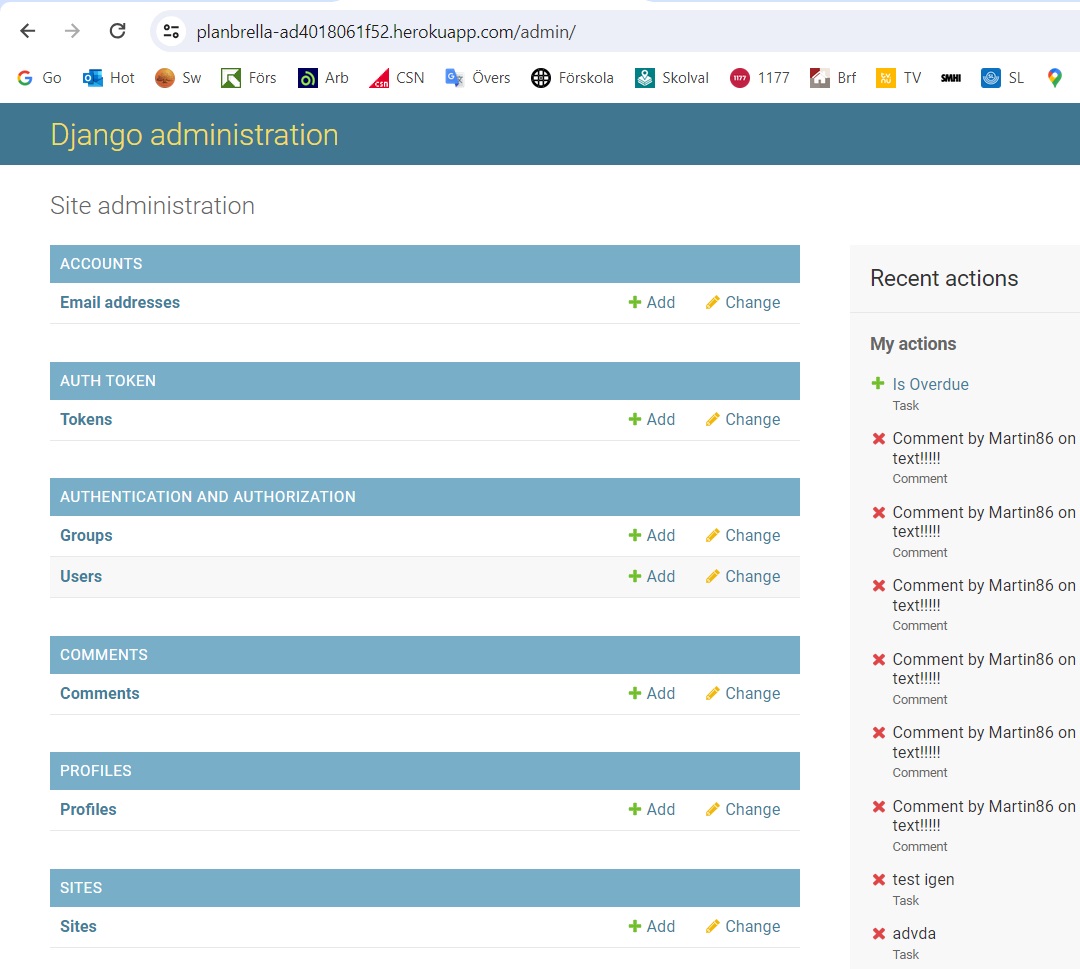 planbrella-ad4018061f52.herokuapp.com/admin/
Go Hot Sw Förs Arb CSN Övers Förskola Skolval 1177 Brf TV SMHI SL
Django administration
Site administration
ACCOUNTS
Email addresses Add Change
AUTH TOKEN
Tokens Add Change
AUTHENTICATION AND AUTHORIZATION
Groups Add Change
Users Add Change
COMMENTS
Comments Add Change
PROFILES
Profiles Add Change
SITES
Sites Add Change
Recent actions
My actions
Is Overdue
Task
Comment by Martin86 on
text!!!!!
Comment
Comment by Martin86 on
text!!!!!
Comment
Comment by Martin86 on
text!!!!!
Comment
Comment by Martin86 on
text!!!!!
Comment
Comment by Martin86 on
text!!!!!
Comment
Comment by Martin86 on
text!!!!!
Comment
test igen
Task
advda
Task